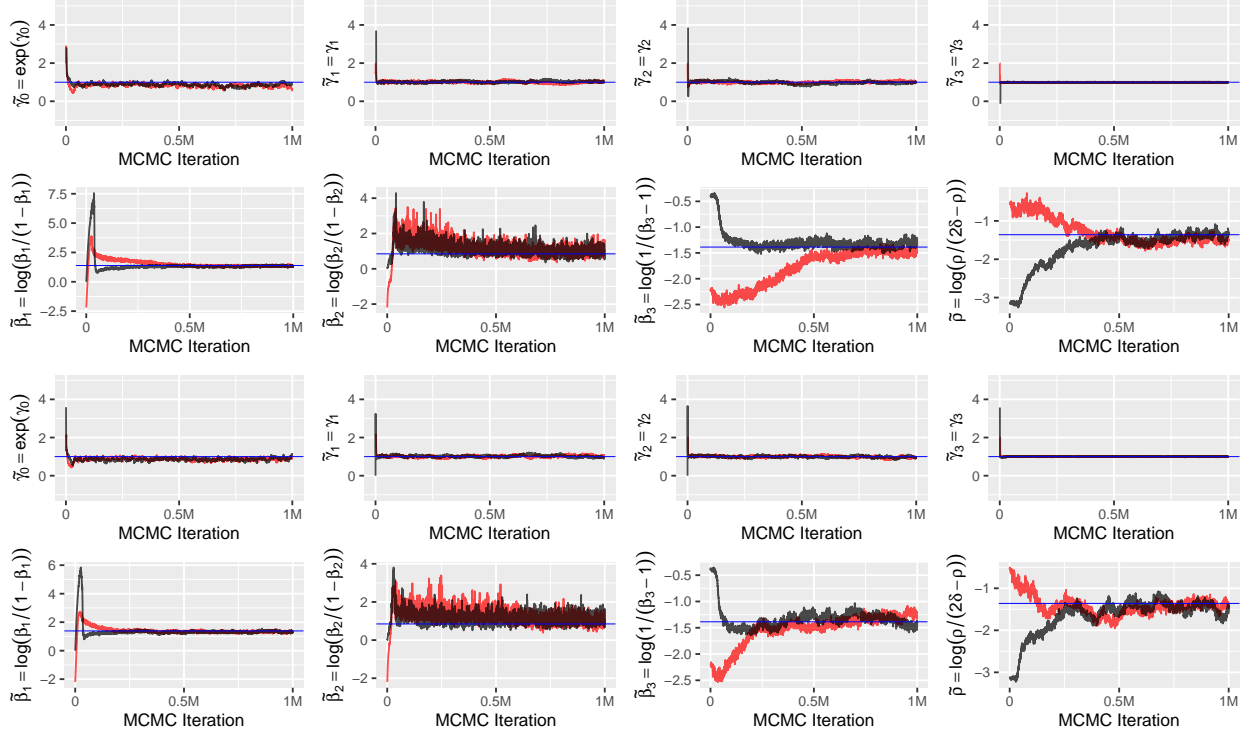 γ̃₀ = exp(γ₀)
4
2
0
0 0.5M 1M
MCMC Iteration
γ̃₁ = γ₁
4
2
0
0 0.5M 1M
MCMC Iteration
γ̃₂ = γ₂
4
2
0
0 0.5M 1M
MCMC Iteration
γ̃₃ = γ₃
4
2
0
0 0.5M 1M
MCMC Iteration
β̃₁ = log(β₁/(1 − β₁))
7.5
5.0
2.5
0.0
−2.5
0 0.5M 1M
MCMC Iteration
β̃₂ = log(β₂/(1 − β₂))
4
2
0
−2
0 0.5M 1M
MCMC Iteration
β̃₃ = log(1/(β₃ − 1))
−0.5
−1.0
−1.5
−2.0
−2.5
0 0.5M 1M
MCMC Iteration
ρ̃ = log(ρ/(2δ − ρ))
−1
−2
−3
0 0.5M 1M
MCMC Iteration
γ̃₀ = exp(γ₀)
4
2
0
0 0.5M 1M
MCMC Iteration
γ̃₁ = γ₁
4
2
0
0 0.5M 1M
MCMC Iteration
γ̃₂ = γ₂
4
2
0
0 0.5M 1M
MCMC Iteration
γ̃₃ = γ₃
4
2
0
0 0.5M 1M
MCMC Iteration
β̃₁ = log(β₁/(1 − β₁))
6
4
2
0
−2
0 0.5M 1M
MCMC Iteration
β̃₂ = log(β₂/(1 − β₂))
4
2
0
−2
0 0.5M 1M
MCMC Iteration
β̃₃ = log(1/(β₃ − 1))
−0.5
−1.0
−1.5
−2.0
−2.5
0 0.5M 1M
MCMC Iteration
ρ̃ = log(ρ/(2δ − ρ))
−1
−2
−3
0 0.5M 1M
MCMC Iteration